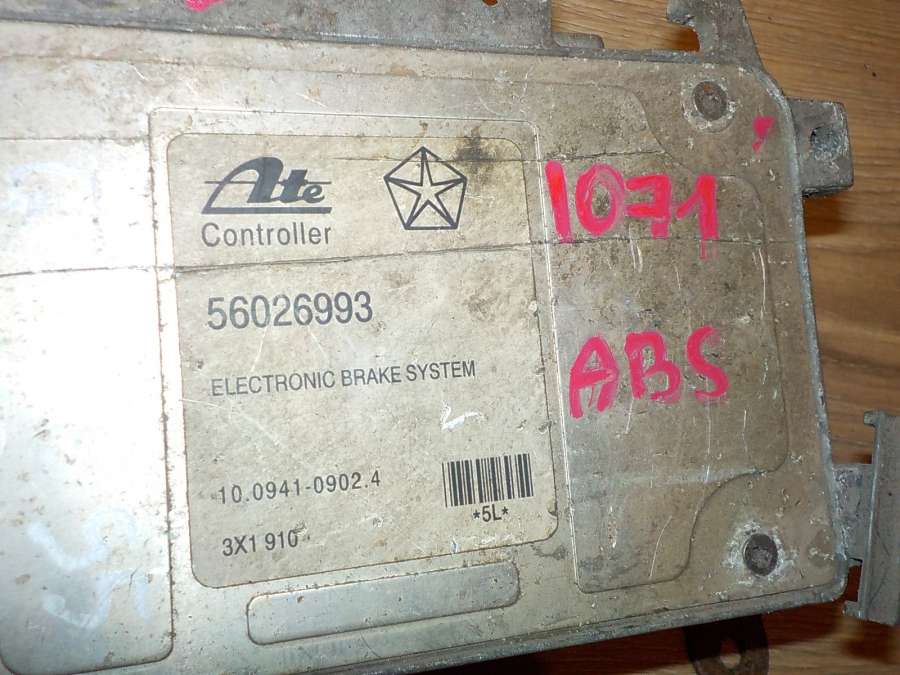 Ate
Controller
56026993
ELECTRONIC BRAKE SYSTEM
10.0941-0902.4
*5L*
3X1 910
1071
ABS